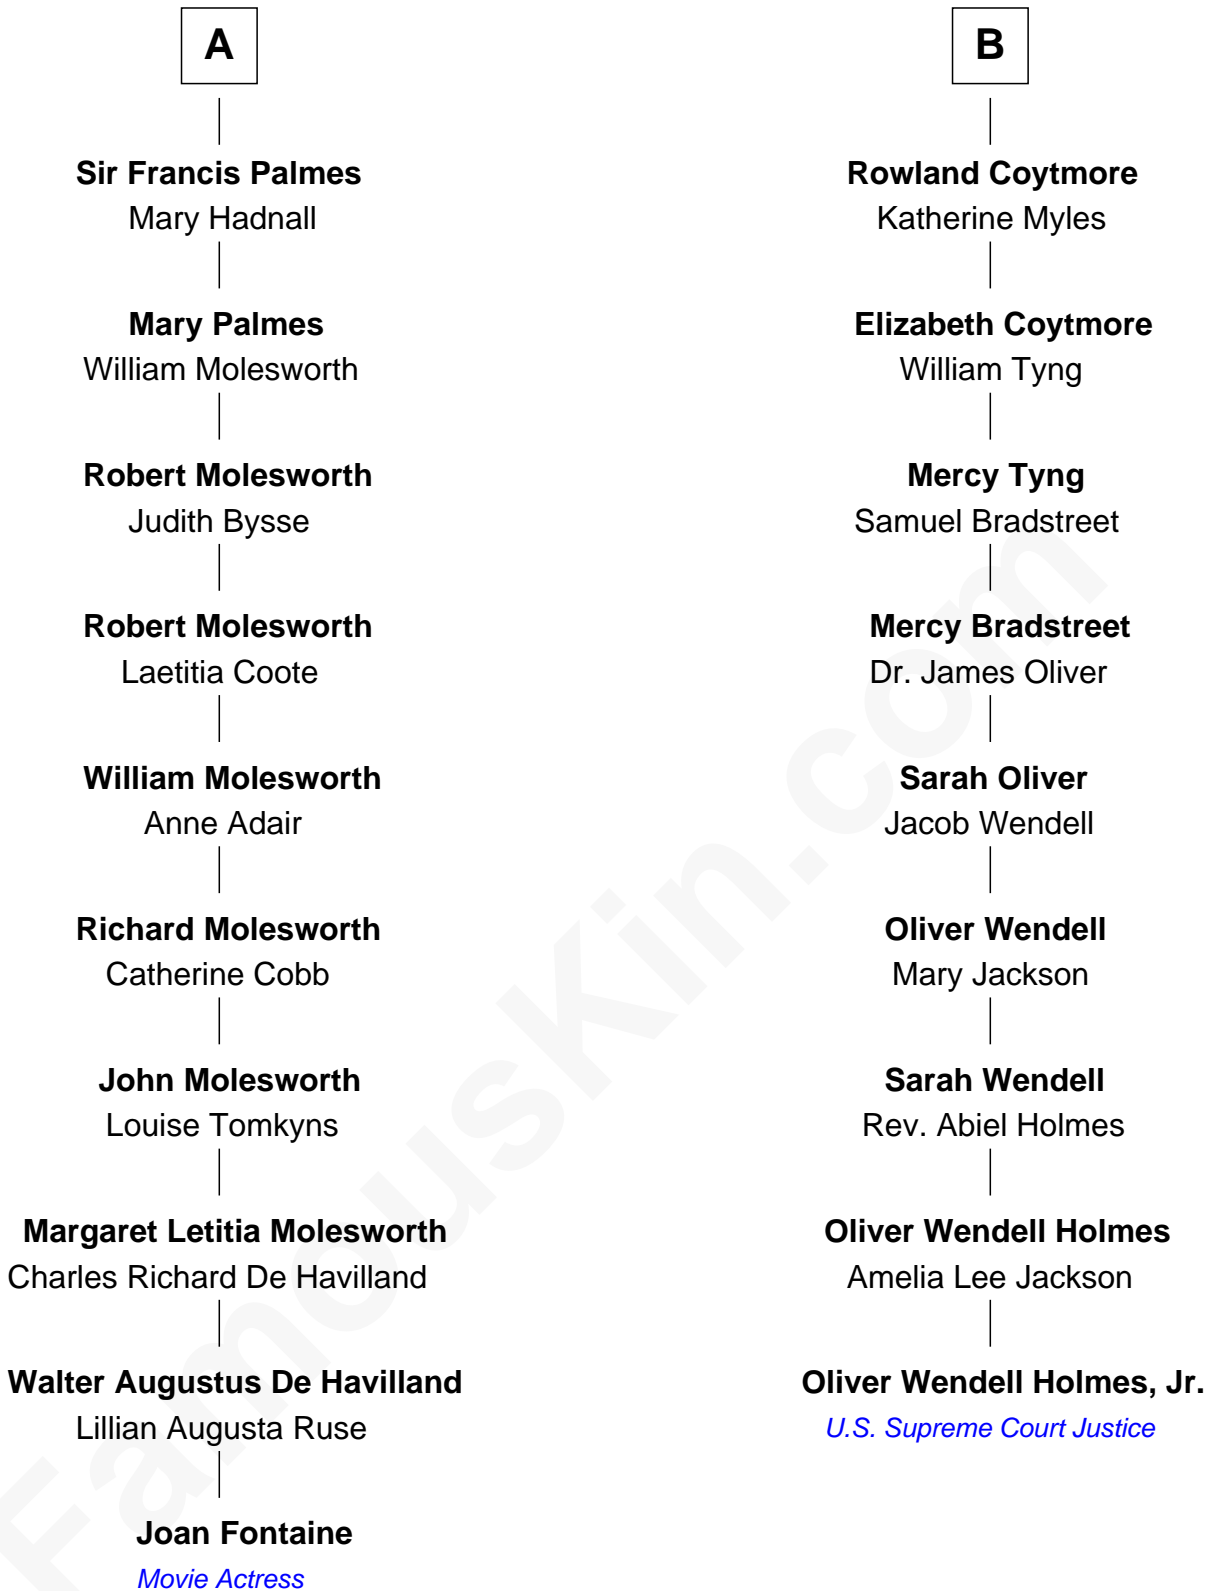 A
Sir Francis Palmes
Mary Hadnall
Mary Palmes
William Molesworth
Robert Molesworth
Judith Bysse
Robert Molesworth
Laetitia Coote
William Molesworth
Anne Adair
Richard Molesworth
Catherine Cobb
John Molesworth
Louise Tomkyns
Margaret Letitia Molesworth
Charles Richard De Havilland
Walter Augustus De Havilland
Lillian Augusta Ruse
Joan Fontaine
Movie Actress
B
Rowland Coytmore
Katherine Myles
Elizabeth Coytmore
William Tyng
Mercy Tyng
Samuel Bradstreet
Mercy Bradstreet
Dr. James Oliver
Sarah Oliver
Jacob Wendell
Oliver Wendell
Mary Jackson
Sarah Wendell
Rev. Abiel Holmes
Oliver Wendell Holmes
Amelia Lee Jackson
Oliver Wendell Holmes, Jr.
U.S. Supreme Court Justice
FamousKin.com